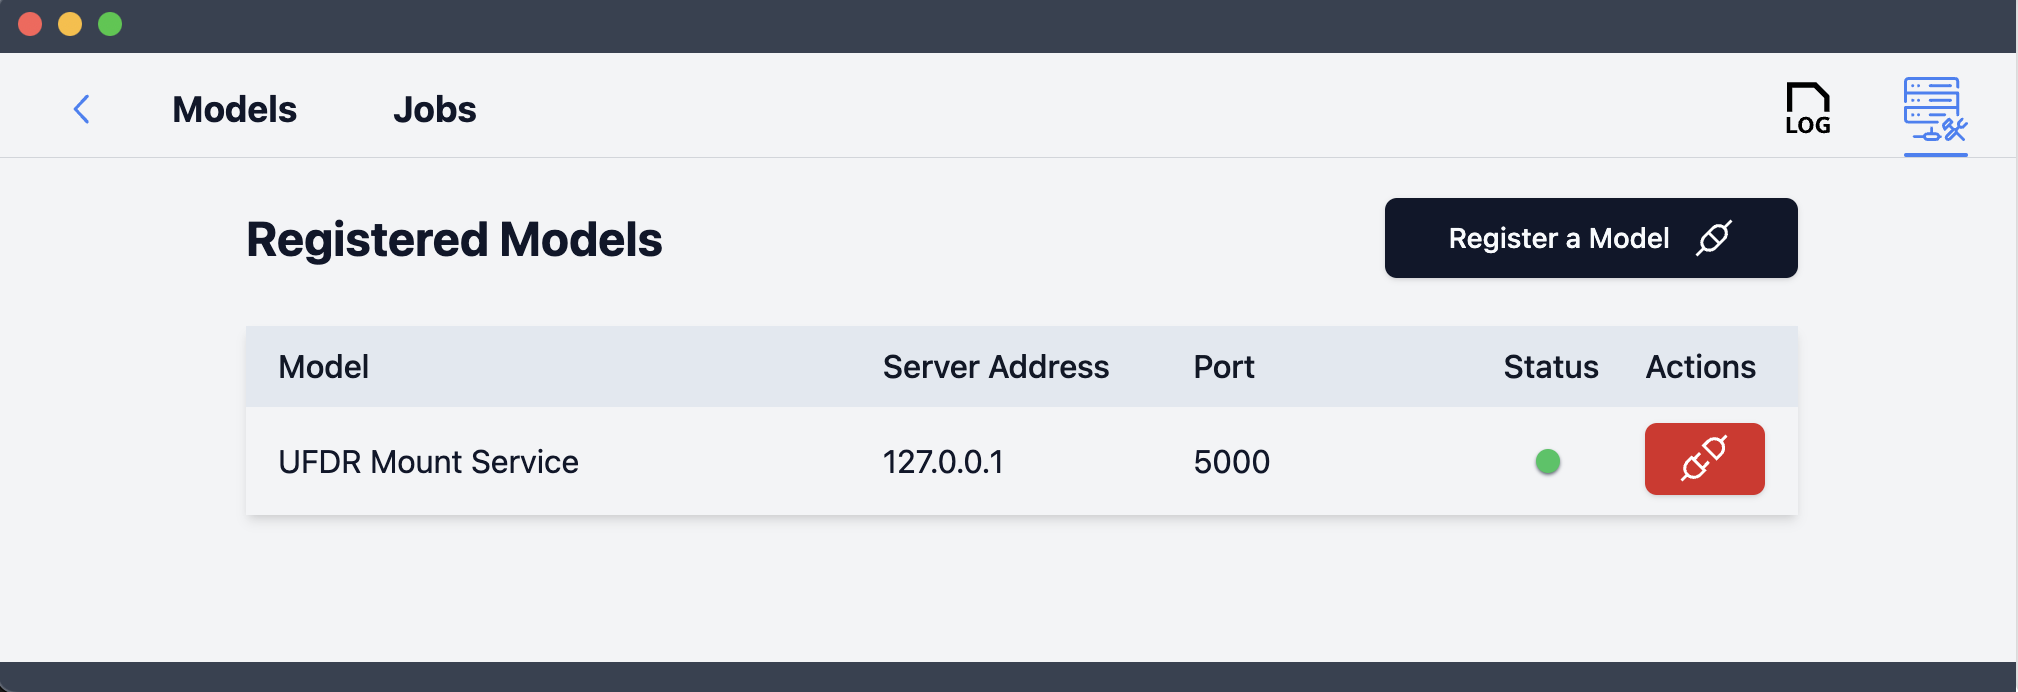 Models Jobs
LOG
Registered Models
Register a Model
Model Server Address Port Status Actions
UFDR Mount Service 127.0.0.1 5000